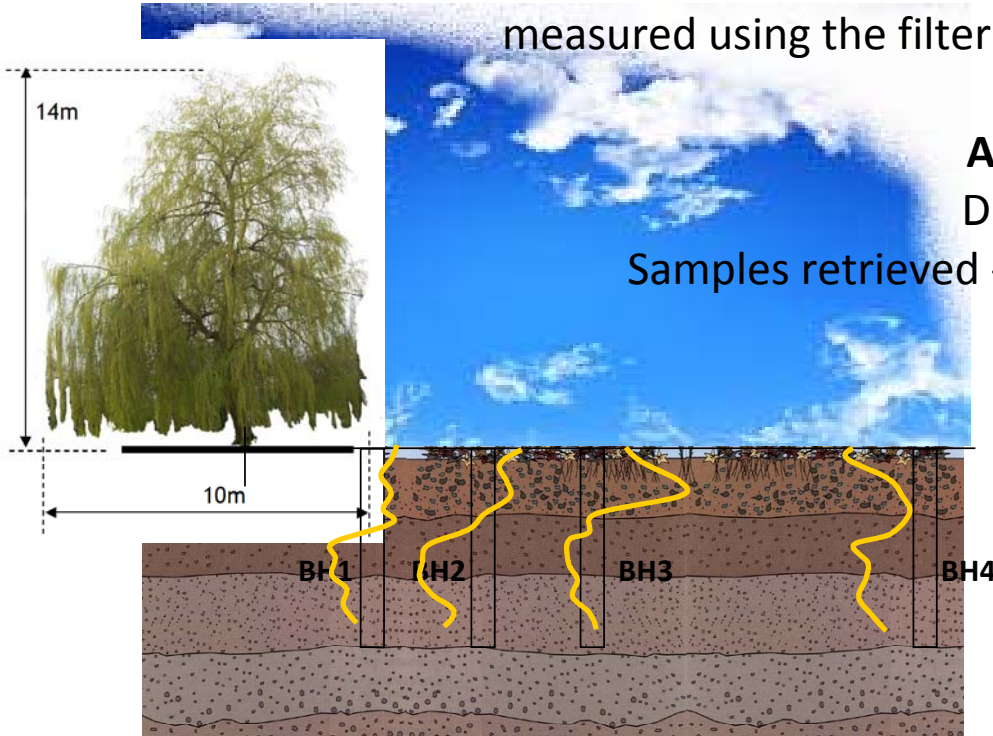 measured using the filter
14m
A
D
Samples retrieved -
10m
BH1
BH2
BH3
BH4